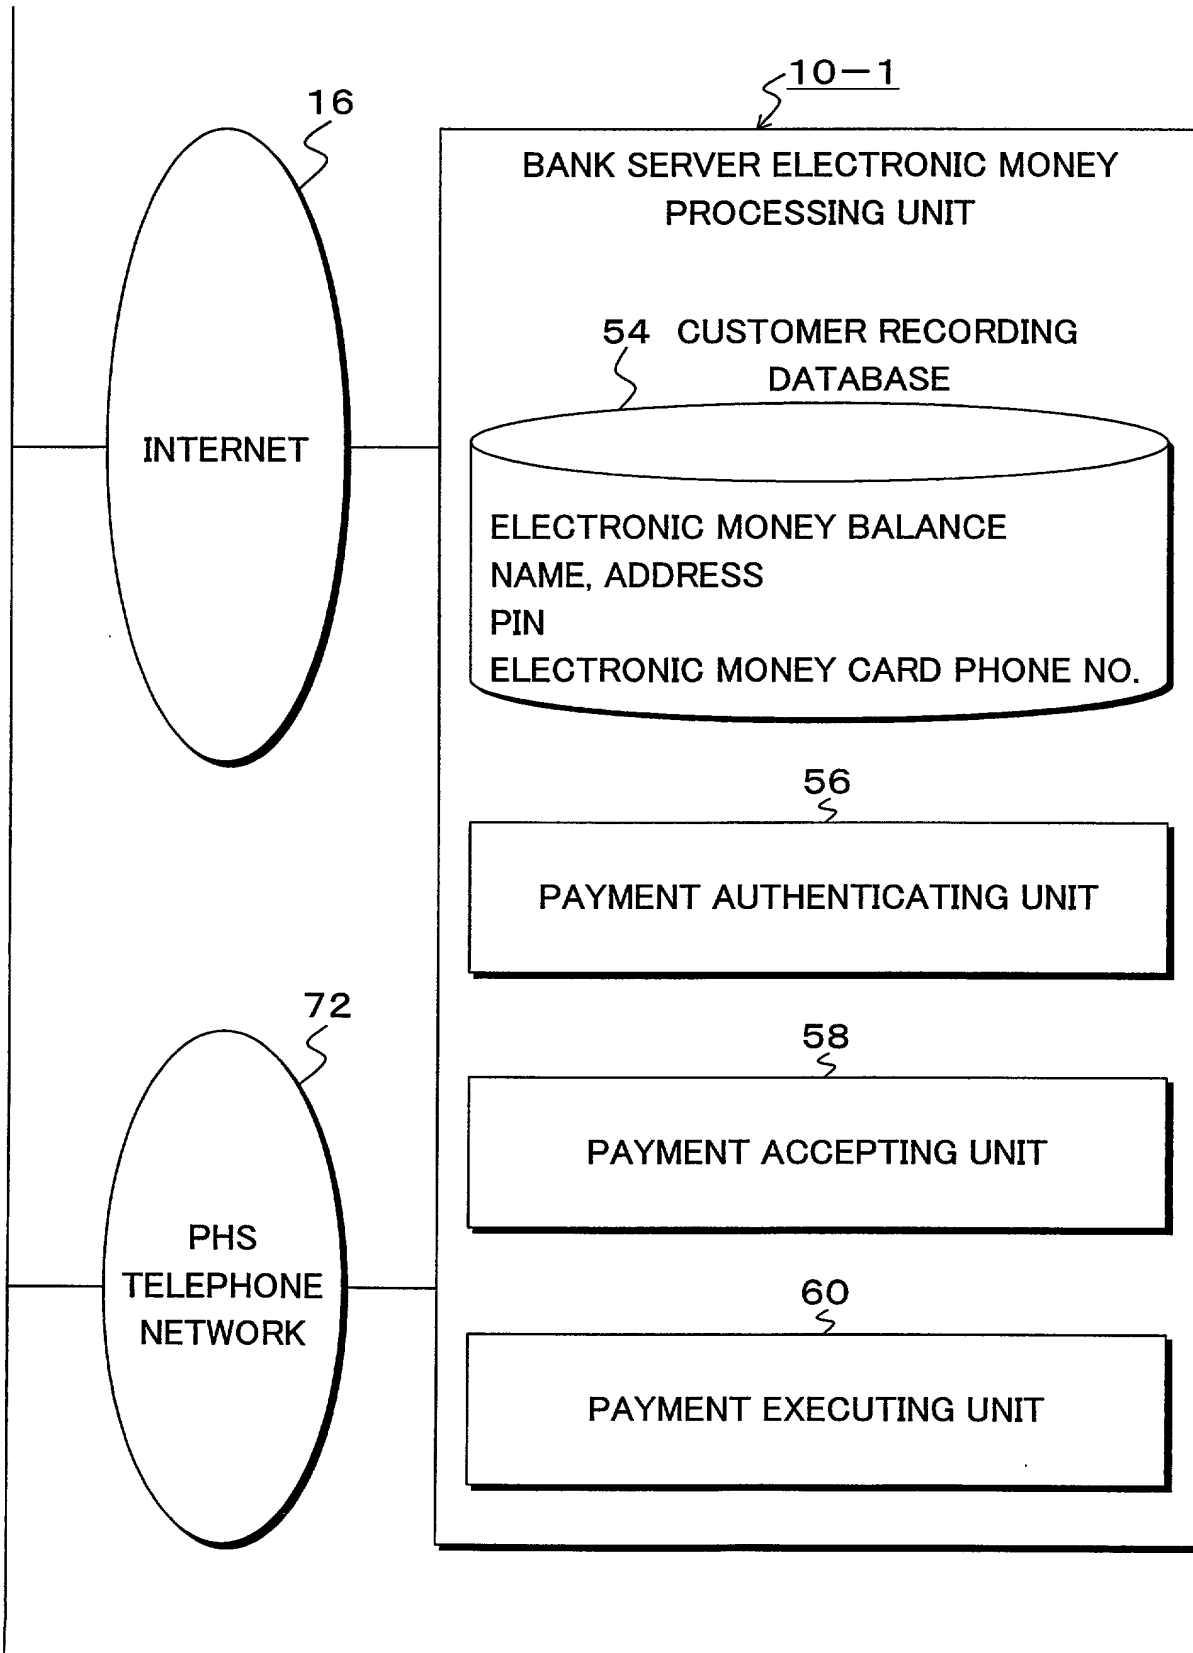 10-1
16
BANK SERVER ELECTRONIC MONEY
PROCESSING UNIT
54 CUSTOMER RECORDING
DATABASE
INTERNET
ELECTRONIC MONEY BALANCE
NAME, ADDRESS
PIN
ELECTRONIC MONEY CARD PHONE NO.
56
PAYMENT AUTHENTICATING UNIT
72
58
PAYMENT ACCEPTING UNIT
PHS
TELEPHONE
NETWORK
60
PAYMENT EXECUTING UNIT